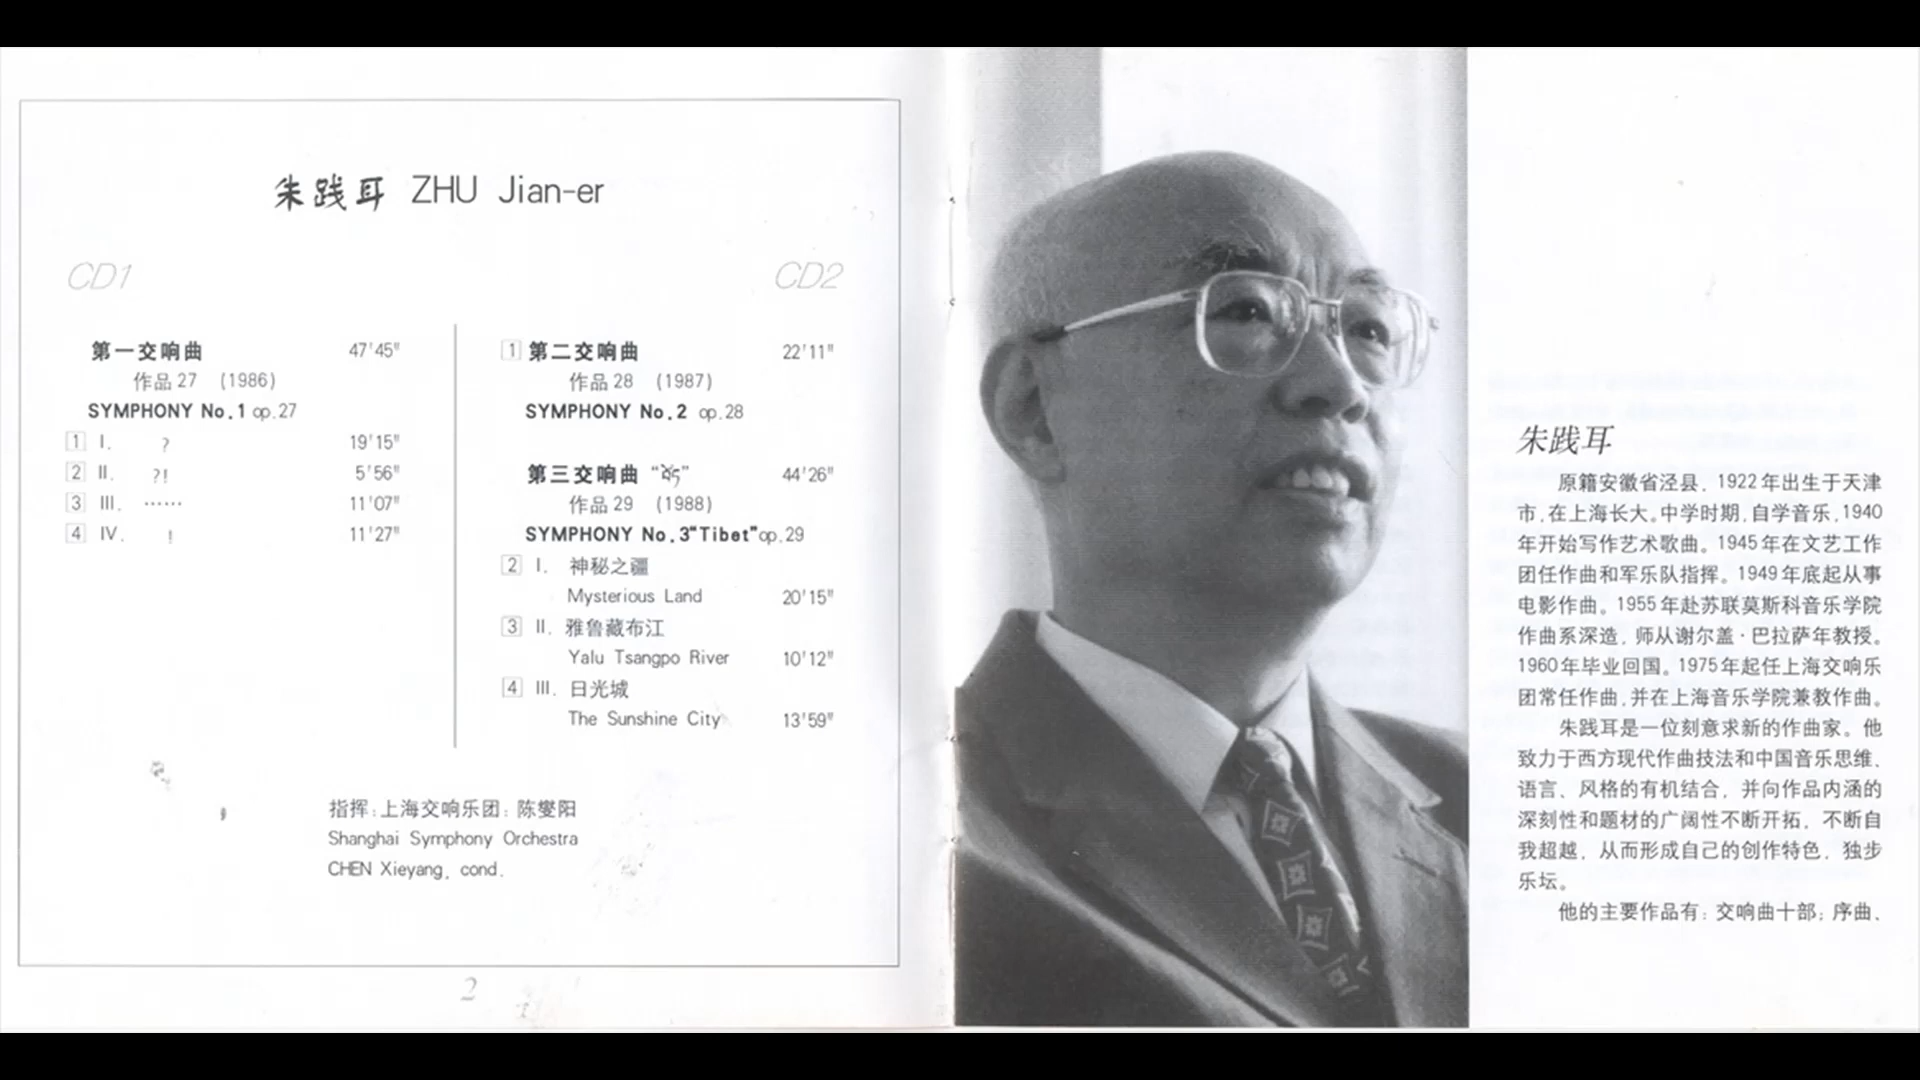 朱践耳 ZHU Jian-er
CD1
第一交响曲 47'45"
作品27 (1986)
SYMPHONY No.1 op.27
1 I. ? 19'15"
2 II. ?! 5'56"
3 III. …… 11'07"
4 IV. ! 11'27"
CD2
1 第二交响曲 22'11"
作品28 (1987)
SYMPHONY No.2 op.28
第三交响曲 44'26"
作品29 (1988)
SYMPHONY No.3"Tibet"op.29
2 I. 神秘之疆
Mysterious Land 20'15"
3 II. 雅鲁藏布江
Yalu Tsangpo River 10'12"
4 III. 日光城
The Sunshine City 13'59"
指挥:上海交响乐团:陈燮阳
Shanghai Symphony Orchestra
CHEN Xieyang, cond.
2
朱践耳
原籍安徽省泾县，1922年出生于天津
市,在上海长大。中学时期,自学音乐,1940
年开始写作艺术歌曲。1945年在文艺工作
团任作曲和军乐队指挥。1949年底起从事
电影作曲。1955年赴苏联莫斯科音乐学院
作曲系深造，师从谢尔盖·巴拉萨年教授。
1960年毕业回国。1975年起任上海交响乐
团常任作曲,并在上海音乐学院兼教作曲。
朱践耳是一位刻意求新的作曲家。他
致力于西方现代作曲技法和中国音乐思维、
语言、风格的有机结合，并向作品内涵的
深刻性和题材的广阔性不断开拓，不断自
我超越，从而形成自己的创作特色，独步
乐坛。
他的主要作品有：交响曲十部；序曲、